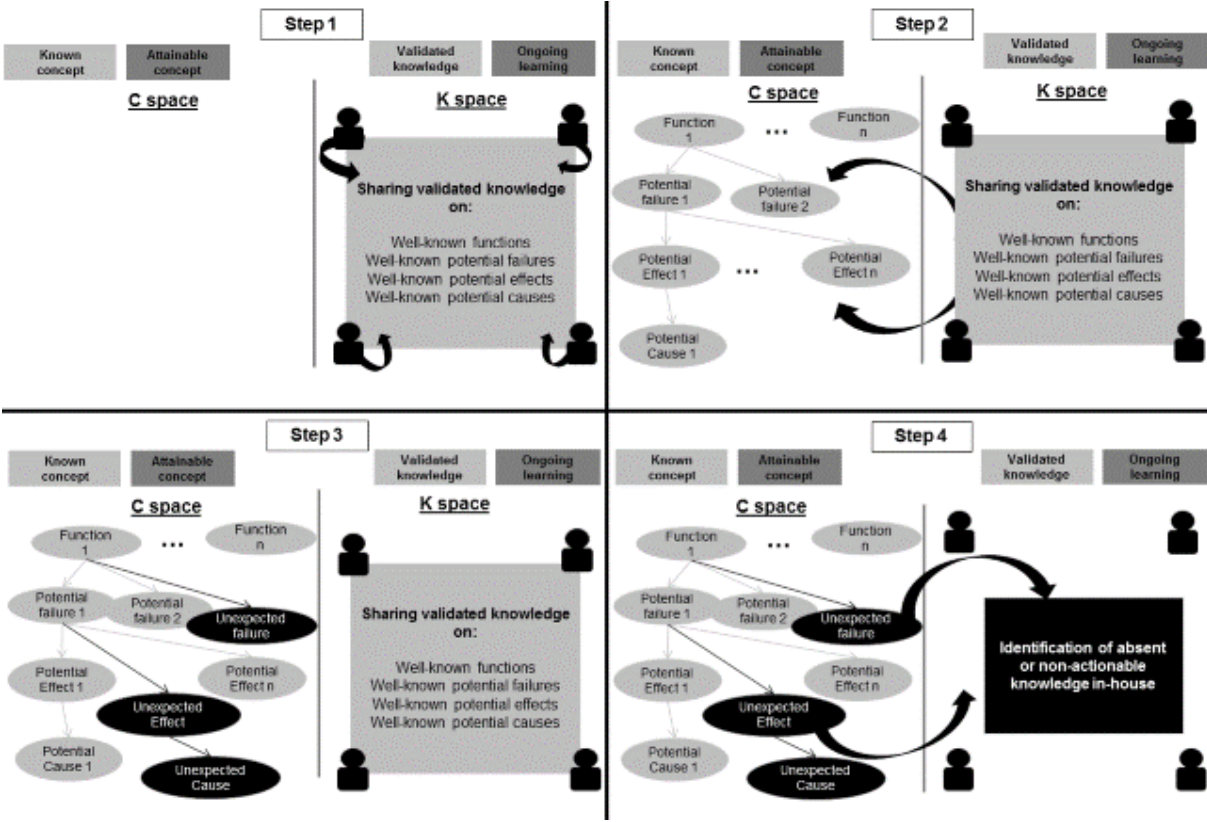 Step 1
Known
concept
Attainable
concept
Validated
knowledge
Ongoing
learning
C space
K space
Sharing validated knowledge
on:
Well-known functions
Well-known potential failures
Well-known potential effects
Well-known potential causes
Step 2
Known
concept
Attainable
concept
Validated
knowledge
Ongoing
learning
C space
K space
Function
1
...
Function
n
Potential
failure 1
Potential
failure 2
Potential
Effect 1
...
Potential
Effect n
Potential
Cause 1
Sharing validated knowledge
on:
Well-known functions
Well-known potential failures
Well-known potential effects
Well-known potential causes
Step 3
Known
concept
Attainable
concept
Validated
knowledge
Ongoing
learning
C space
K space
Function
1
...
Function
n
Potential
failure 1
Potential
failure 2
Unexpected
failure
Potential
Effect 1
Potential
Effect n
Unexpected
Effect
Potential
Cause 1
Unexpected
Cause
Sharing validated knowledge
on:
Well-known functions
Well-known potential failures
Well-known potential effects
Well-known potential causes
Step 4
Known
concept
Attainable
concept
Validated
knowledge
Ongoing
learning
C space
Function
1
...
Function
n
Potential
failure 1
Potential
failure 2
Unexpected
failure
Potential
Effect 1
Potential
Effect n
Unexpected
Effect
Potential
Cause 1
Unexpected
Cause
Identification of absent
or non-actionable
knowledge in-house